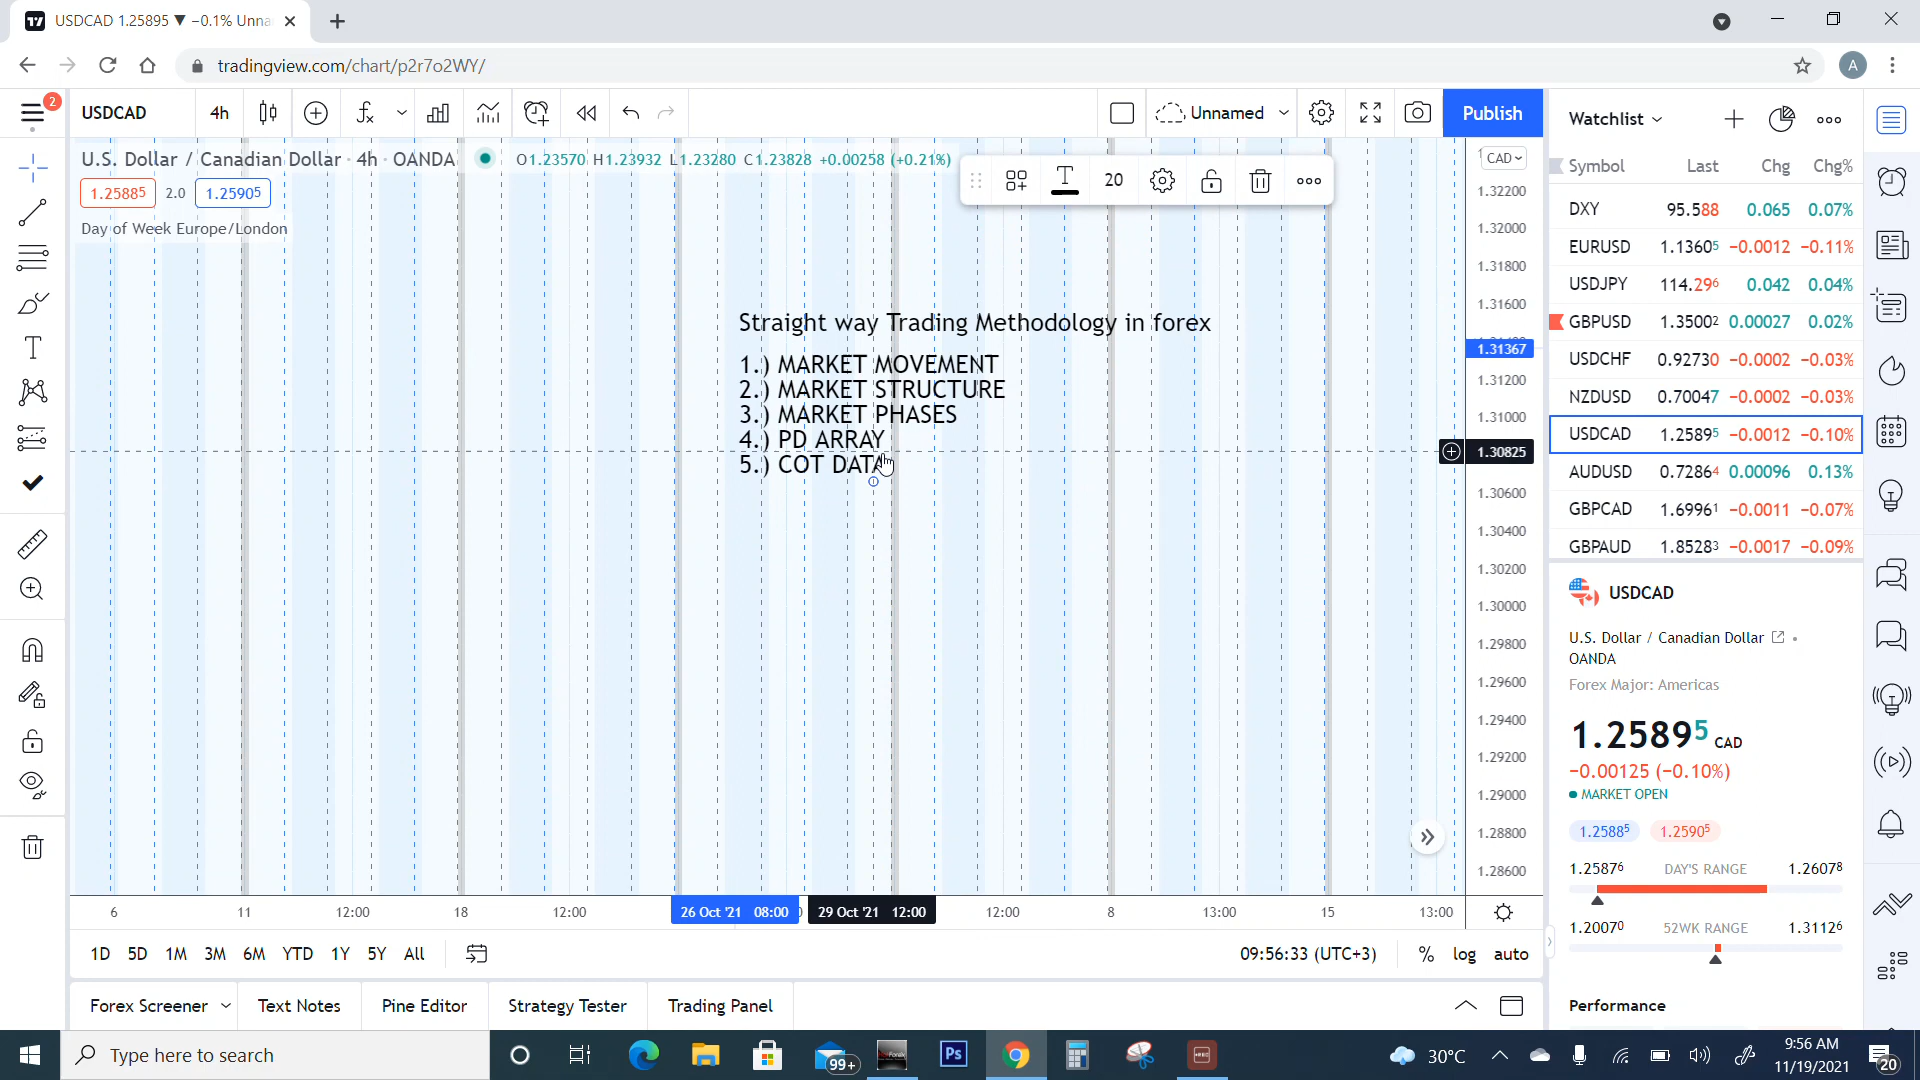 USDCAD 1.25895 ▼ −0.1% Unna
tradingview.com/chart/p2r7o2WY/
A
2
USDCAD
4h
Unnamed
Publish
U.S. Dollar / Canadian Dollar · 4h · OANDA
O1.23570 H1.23932 L1.23280 C1.23828 +0.00258 (+0.21%)
1.25885 2.0 1.25905
Day of Week Europe/London
20
Straight way Trading Methodology in forex
1.) MARKET MOVEMENT
2.) MARKET STRUCTURE
3.) MARKET PHASES
4.) PD ARRAY
5.) COT DATA
CAD
1.32200
1.32000
1.31800
1.31600
1.31367
1.31200
1.31000
1.30825
1.30600
1.30400
1.30200
1.30000
1.29800
1.29600
1.29400
1.29200
1.29000
1.28800
1.28600
6 11 12:00 18 12:00 26 Oct '21 08:00 29 Oct '21 12:00 12:00 8 13:00 15 13:00
1D 5D 1M 3M 6M YTD 1Y 5Y All
09:56:33 (UTC+3) % log auto
Forex Screener Text Notes Pine Editor Strategy Tester Trading Panel
Watchlist
Symbol Last Chg Chg%
DXY 95.588 0.065 0.07%
EURUSD 1.13605 −0.0012 −0.11%
USDJPY 114.296 0.042 0.04%
GBPUSD 1.35002 0.00027 0.02%
USDCHF 0.92730 −0.0002 −0.03%
NZDUSD 0.70047 −0.0002 −0.03%
USDCAD 1.25895 −0.0012 −0.10%
AUDUSD 0.72864 0.00096 0.13%
GBPCAD 1.69961 −0.0011 −0.07%
GBPAUD 1.85283 −0.0017 −0.09%
USDCAD
U.S. Dollar / Canadian Dollar
OANDA
Forex Major: Americas
1.25895 CAD
−0.00125 (−0.10%)
MARKET OPEN
1.25885 1.25905
1.25876 DAY'S RANGE 1.26078
1.20070 52WK RANGE 1.31126
Performance
Type here to search
99+
Ps
30°C
9:56 AM
11/19/2021
20